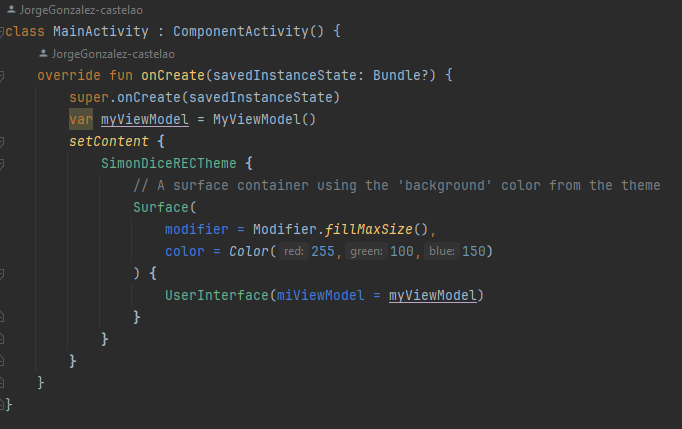 JorgeGonzalez-castelao
class MainActivity : ComponentActivity() {
JorgeGonzalez-castelao
override fun onCreate(savedInstanceState: Bundle?) {
super.onCreate(savedInstanceState)
var myViewModel = MyViewModel()
setContent {
SimonDiceRECTheme {
// A surface container using the 'background' color from the theme
Surface(
modifier = Modifier.fillMaxSize(),
color = Color( red: 255, green: 100, blue: 150)
) {
UserInterface(miViewModel = myViewModel)
}
}
}
}
}